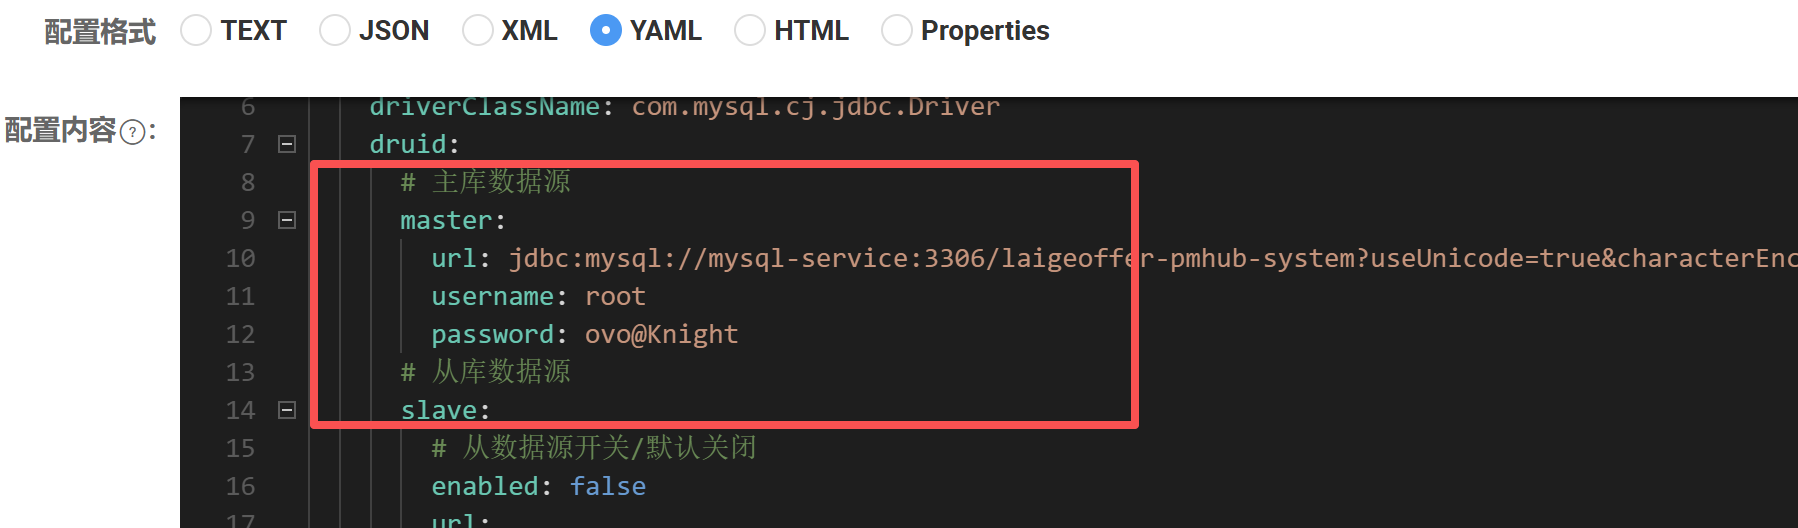 配置格式 TEXT JSON XML YAML HTML Properties
配置内容?:
6 driverClassName: com.mysql.cj.jdbc.Driver
7 druid:
8 # 主库数据源
9 master:
10 url: jdbc:mysql://mysql-service:3306/laigeoffer-pmhub-system?useUnicode=true&characterEnc
11 username: root
12 password: ovo@Knight
13 # 从库数据源
14 slave:
15 # 从数据源开关/默认关闭
16 enabled: false
17 url: